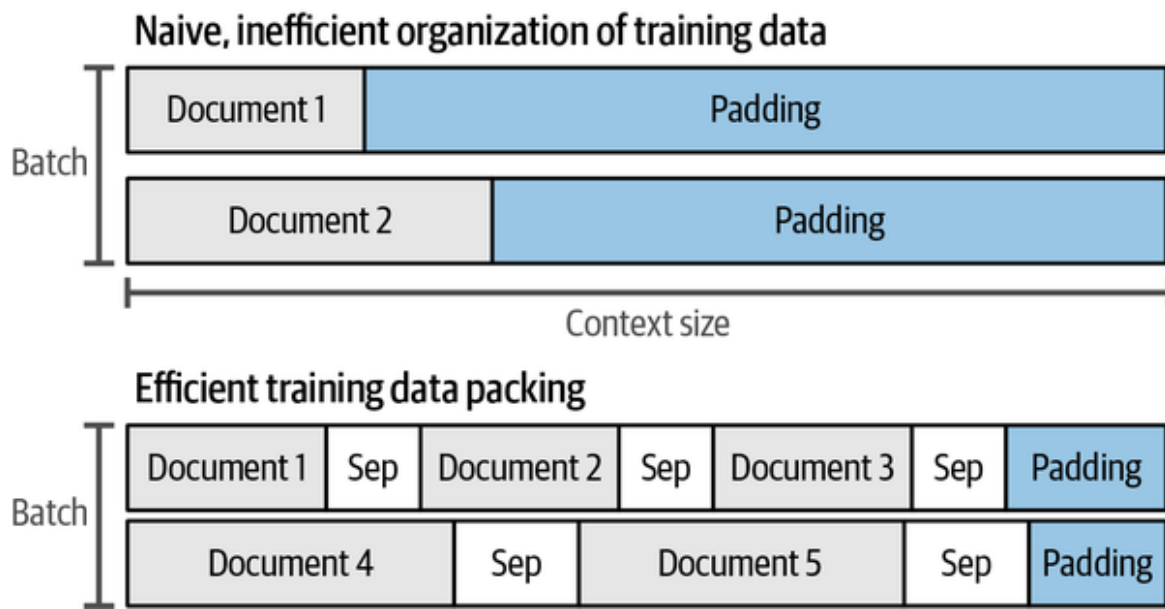 Naive, inefficient organization of training data
Document 1 Padding
Batch
Document 2 Padding
Context size
Efficient training data packing
Document 1 Sep Document 2 Sep Document 3 Sep Padding
Batch
Document 4 Sep Document 5 Sep Padding